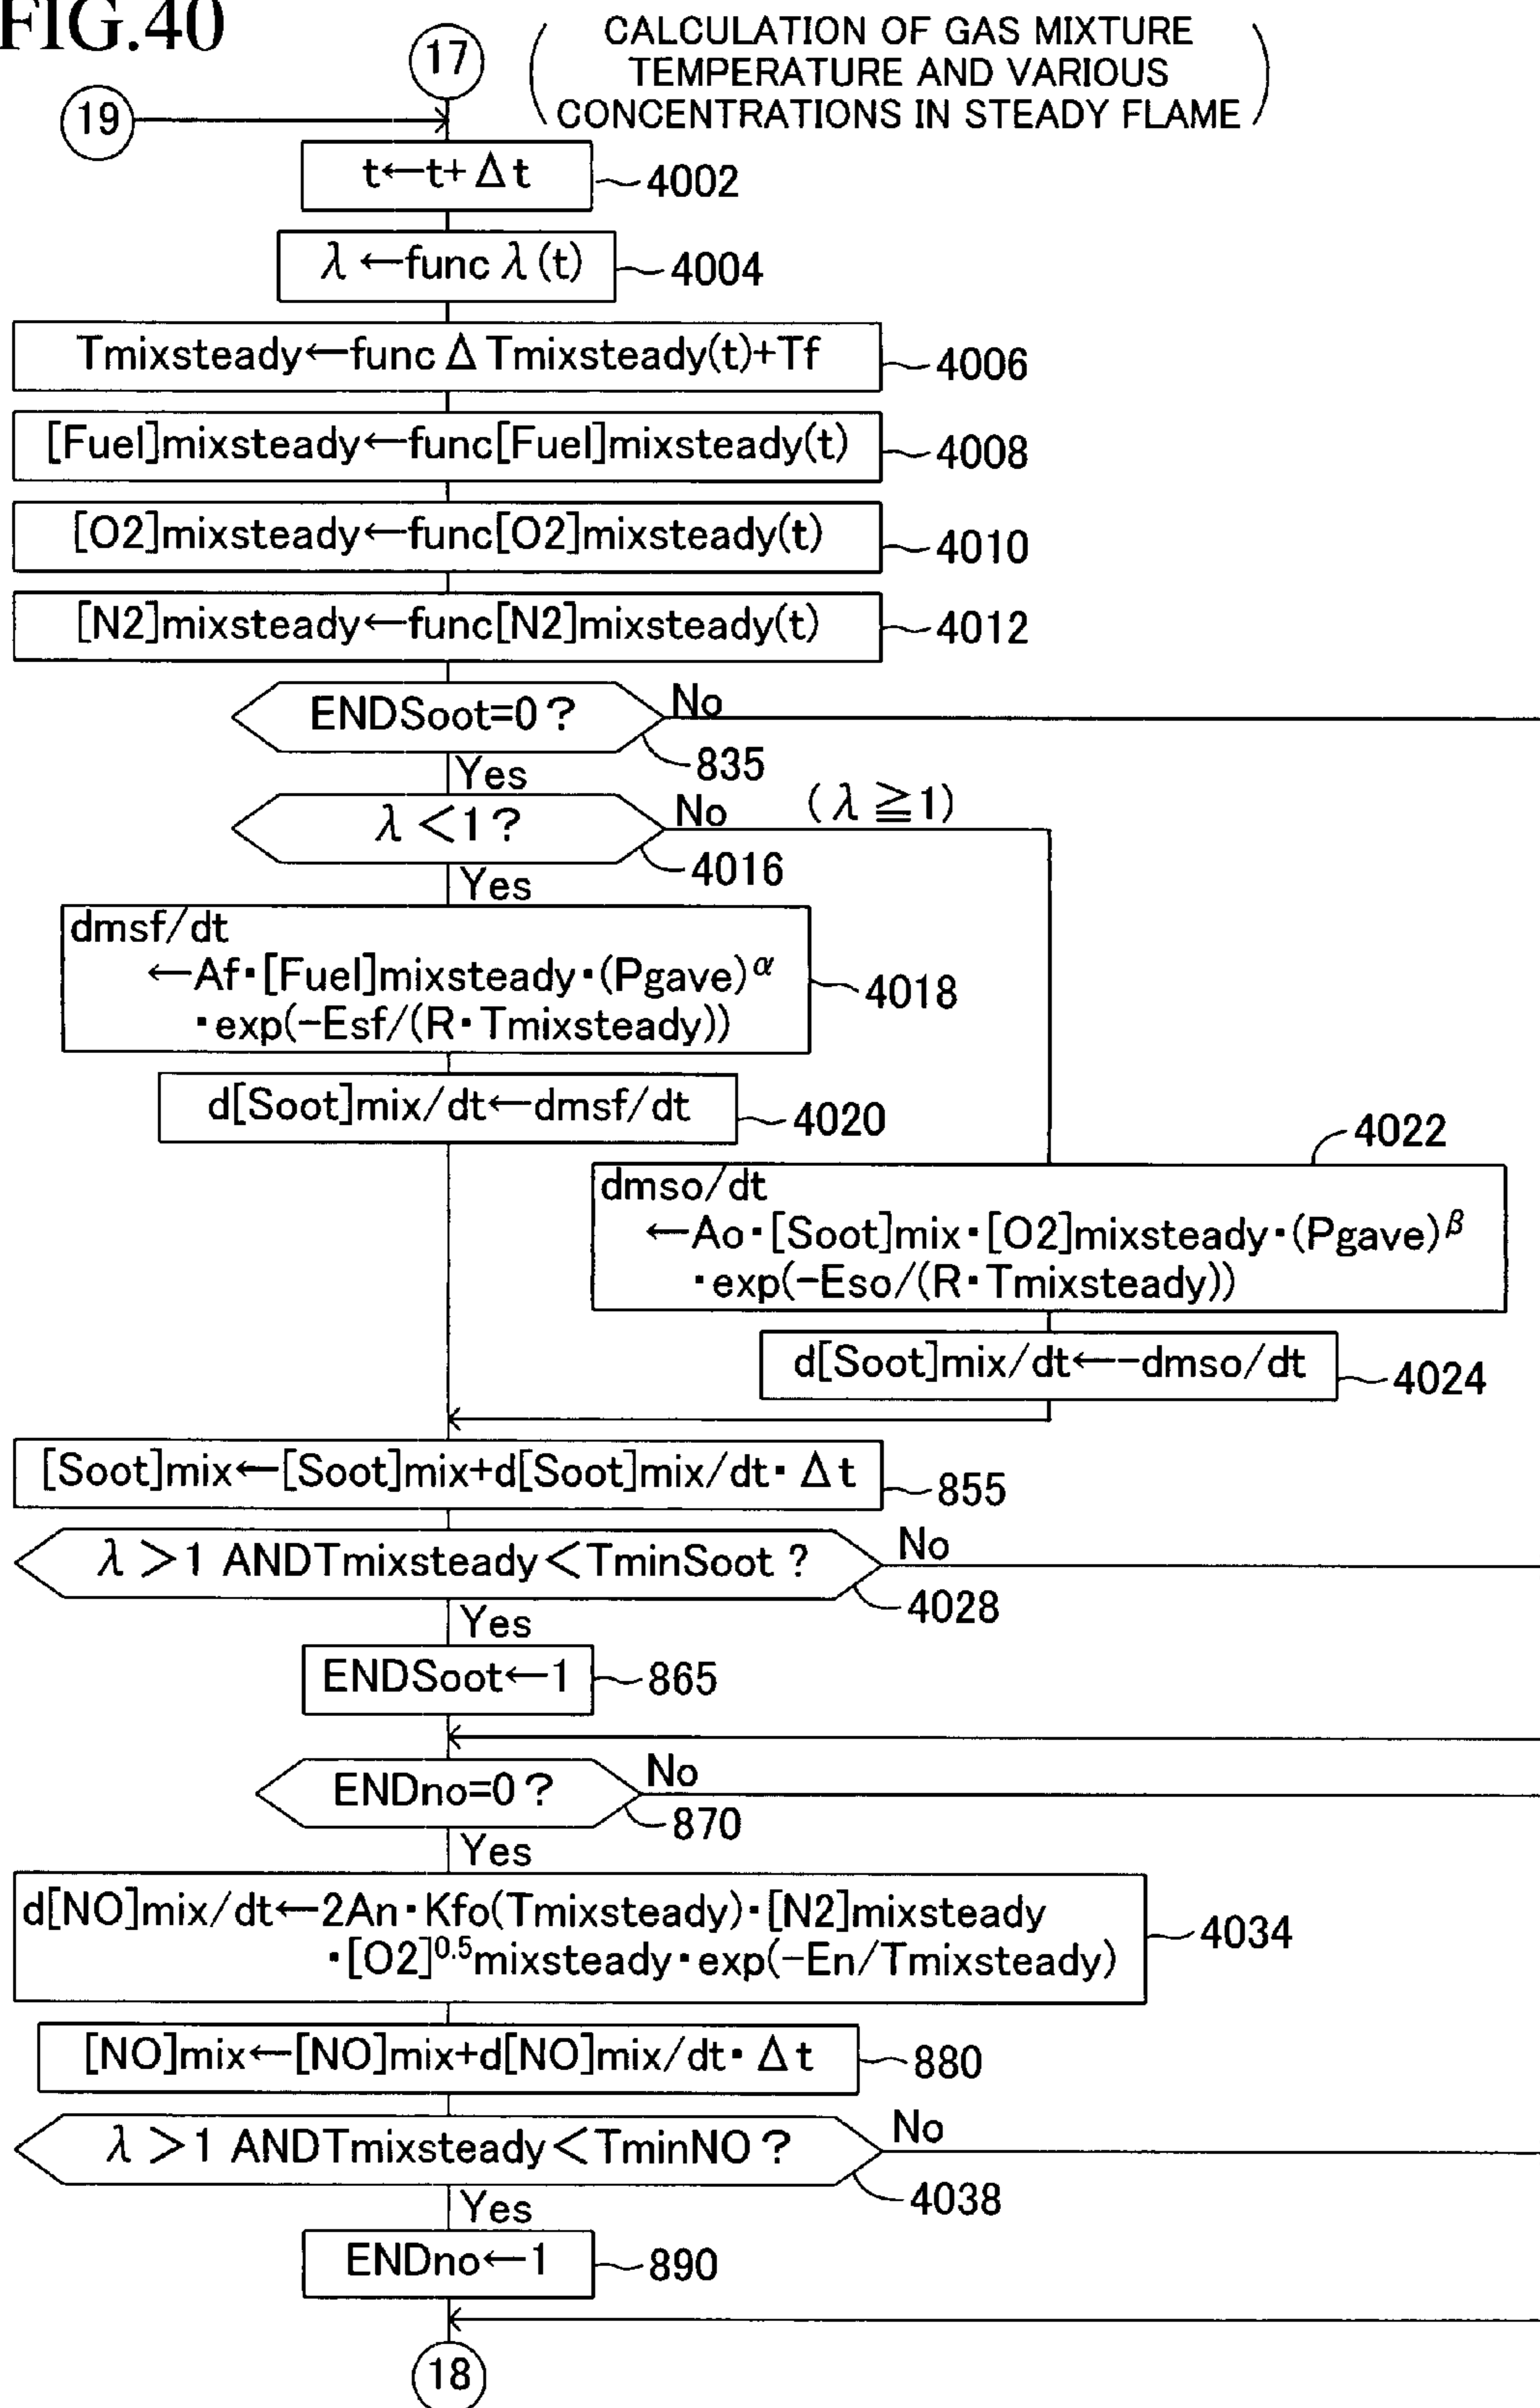 FIG.40
17
CALCULATION OF GAS MIXTURE
TEMPERATURE AND VARIOUS
CONCENTRATIONS IN STEADY FLAME
19
t←t+Δt
4002
λ←func λ(t)
4004
Tmixsteady←func Δ Tmixsteady(t)+Tf
4006
[Fuel]mixsteady←func[Fuel]mixsteady(t)
4008
[O2]mixsteady←func[O2]mixsteady(t)
4010
[N2]mixsteady←func[N2]mixsteady(t)
4012
ENDSoot=0?
No
835
Yes
λ<1?
No
(λ≧1)
4016
Yes
dmsf/dt
←Af·[Fuel]mixsteady·(Pgave)^α
·exp(-Esf/(R·Tmixsteady))
4018
d[Soot]mix/dt←dmsf/dt
4020
4022
dmso/dt
←Ao·[Soot]mix·[O2]mixsteady·(Pgave)^β
·exp(-Eso/(R·Tmixsteady))
d[Soot]mix/dt←-dmso/dt
4024
[Soot]mix←[Soot]mix+d[Soot]mix/dt·Δt
855
λ>1 ANDTmixsteady<TminSoot?
No
4028
Yes
ENDSoot←1
865
ENDno=0?
No
870
Yes
d[NO]mix/dt←2An·Kfo(Tmixsteady)·[N2]mixsteady
·[O2]^0.5mixsteady·exp(-En/Tmixsteady)
4034
[NO]mix←[NO]mix+d[NO]mix/dt·Δt
880
λ>1 ANDTmixsteady<TminNO?
No
4038
Yes
ENDno←1
890
18